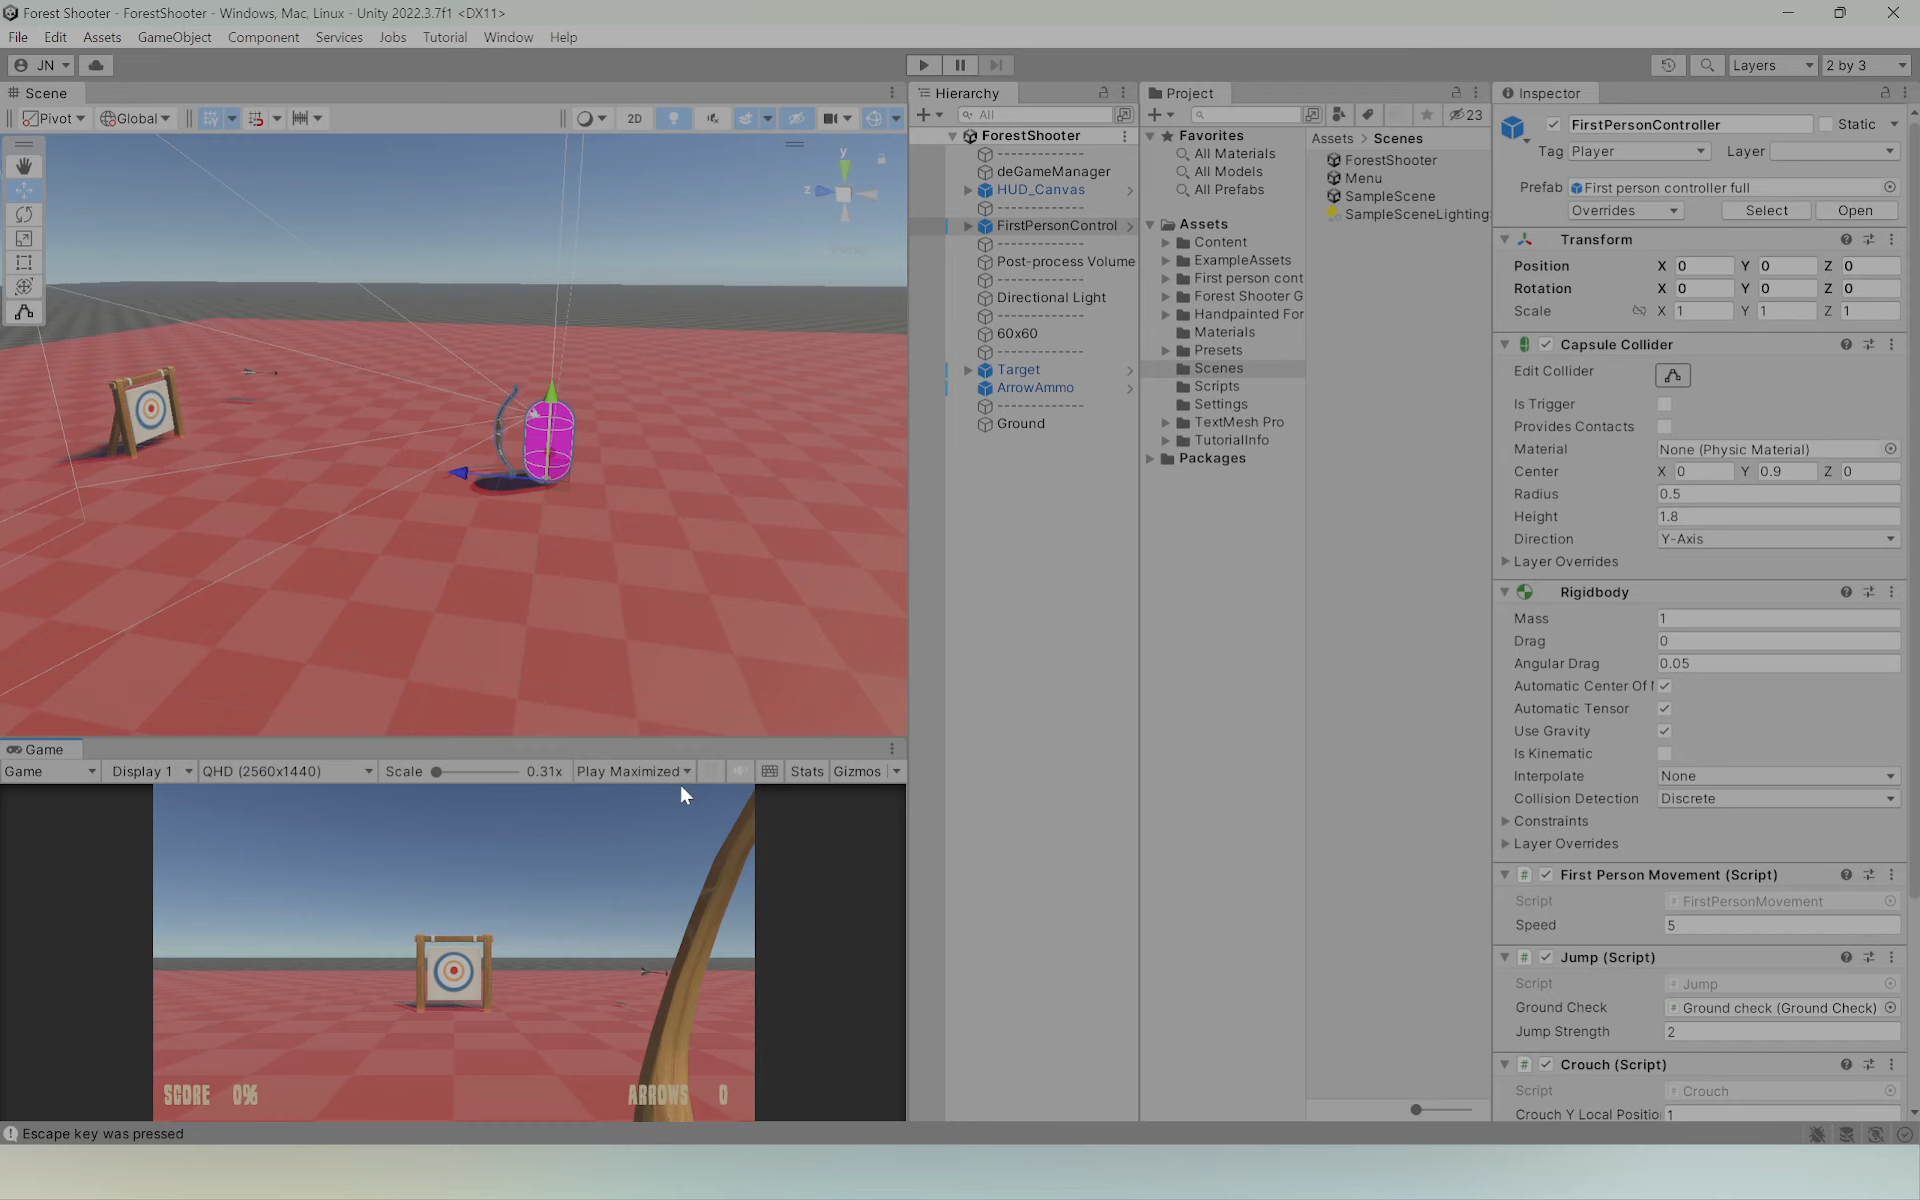 Forest Shooter - ForestShooter - Windows, Mac, Linux - Unity 2022.3.7f1 <DX11>
File Edit Assets GameObject Component Services Jobs Tutorial Window Help
JN Layers 2 by 3
Scene
Pivot Global 2D
y
z
Game
Game Display 1 QHD (2560x1440) Scale 0.31x Play Maximized Stats Gizmos
SCORE 0% ARROWS 0
Hierarchy
All
ForestShooter
--------------
deGameManager
HUD_Canvas
--------------
FirstPersonControl
--------------
Post-process Volume
--------------
Directional Light
--------------
60x60
--------------
Target
ArrowAmmo
--------------
Ground
Project
23
Favorites
All Materials
All Models
All Prefabs
Assets
Content
ExampleAssets
First person cont
Forest Shooter G
Handpainted For
Materials
Presets
Scenes
Scripts
Settings
TextMesh Pro
TutorialInfo
Packages
Assets > Scenes
ForestShooter
Menu
SampleScene
SampleSceneLighting
Inspector
FirstPersonController Static
Tag Player Layer
Prefab First person controller full
Overrides Select Open
Transform
Position X 0 Y 0 Z 0
Rotation X 0 Y 0 Z 0
Scale X 1 Y 1 Z 1
Capsule Collider
Edit Collider
Is Trigger
Provides Contacts
Material None (Physic Material)
Center X 0 Y 0.9 Z 0
Radius 0.5
Height 1.8
Direction Y-Axis
Layer Overrides
Rigidbody
Mass 1
Drag 0
Angular Drag 0.05
Automatic Center Of
Automatic Tensor
Use Gravity
Is Kinematic
Interpolate None
Collision Detection Discrete
Constraints
Layer Overrides
# First Person Movement (Script)
Script # FirstPersonMovement
Speed 5
# Jump (Script)
Script # Jump
Ground Check # Ground check (Ground Check)
Jump Strength 2
# Crouch (Script)
Script # Crouch
Crouch Y Local Positio 1
Escape key was pressed